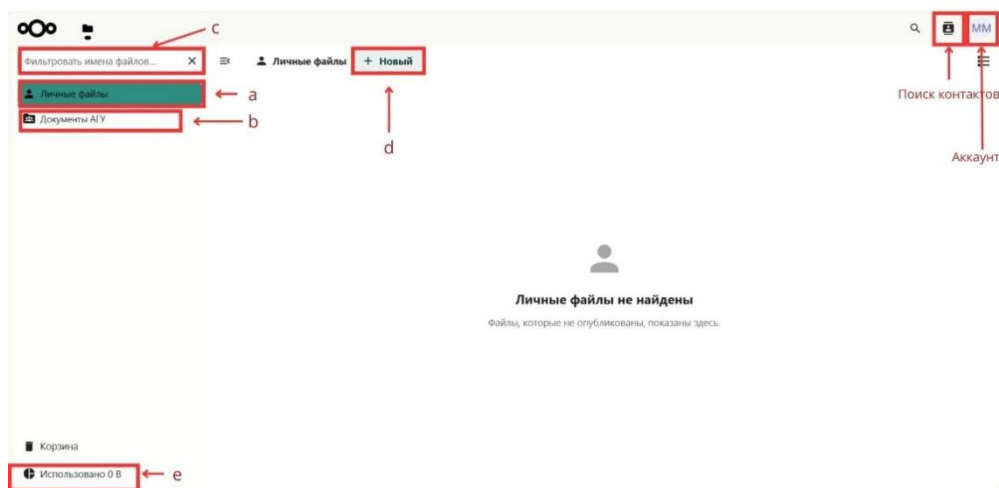 c
Фильтровать имена файлов...
Личные файлы
+ Новый
MM
Личные файлы
a
Документы АГУ
b
d
Поиск контактов
Аккаунт
Личные файлы не найдены
Файлы, которые не опубликованы, показаны здесь.
Корзина
Использовано 0 B
e